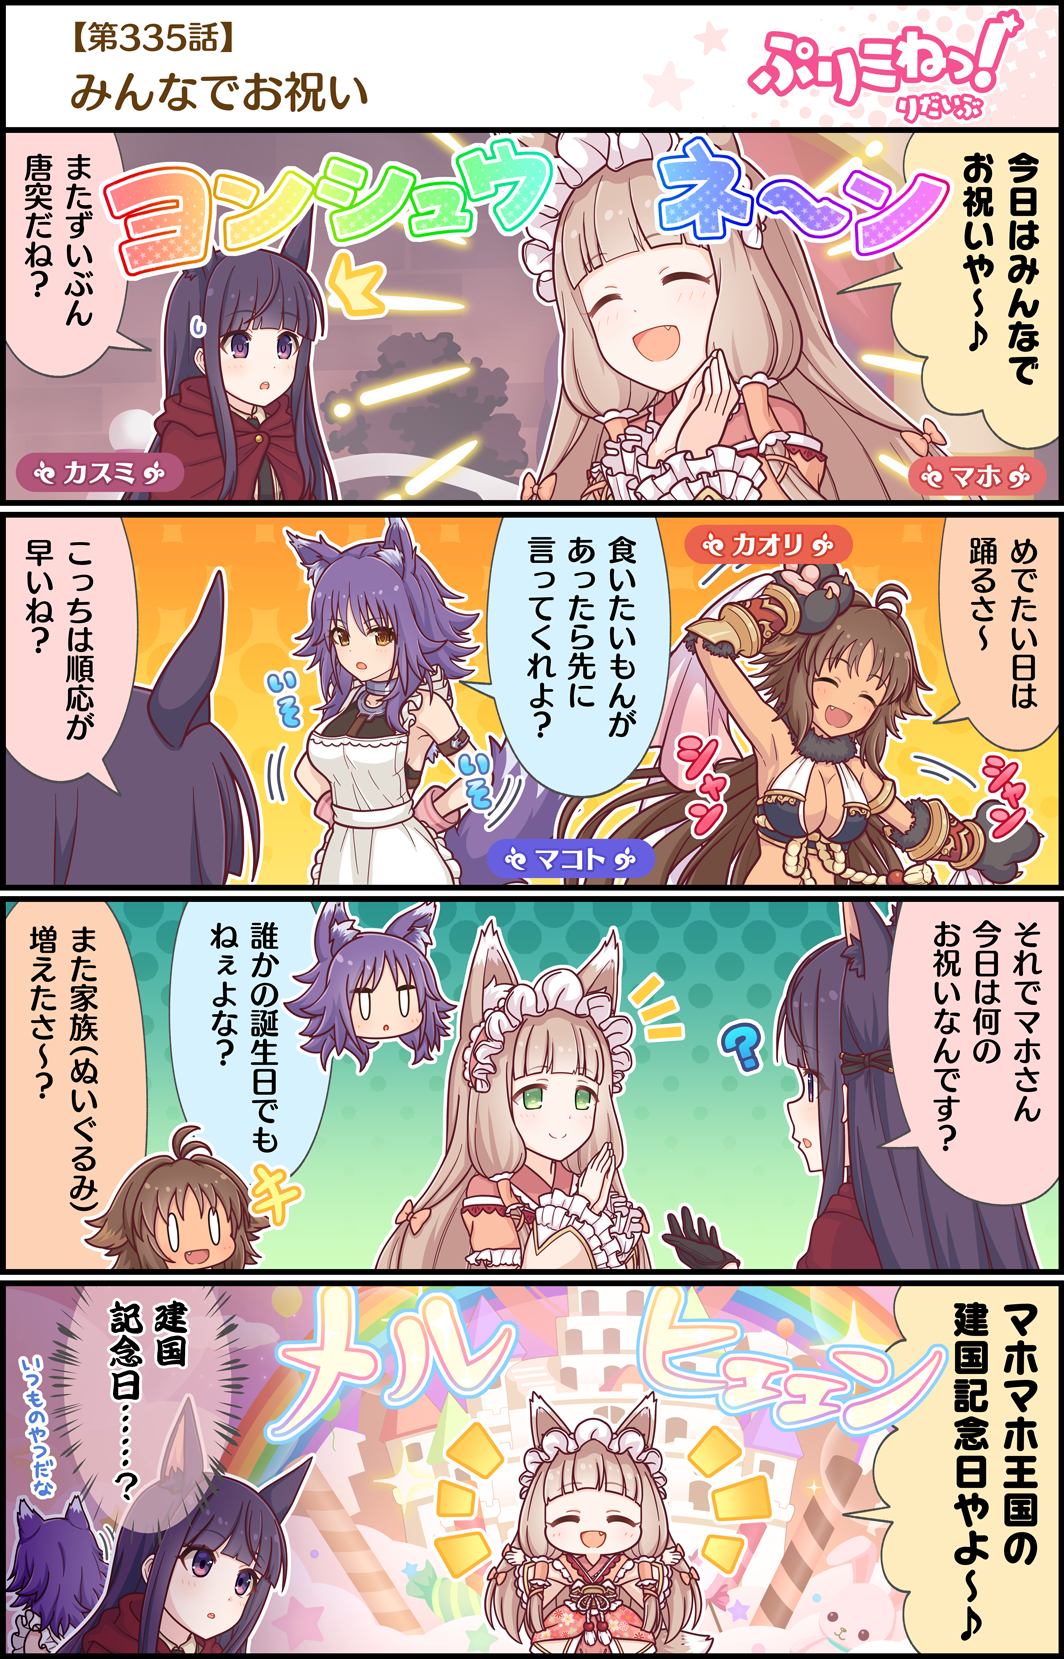 【第335話】
みんなでお祝い
ぷりこねっ!
りだいぶ
今日はみんなで
お祝いや〜♪
ヨンシュウ
ネ〜ン
またずいぶん
唐突だね?
カスミ
マホ
めでたい日は
踊るさ〜
カオリ
シャン
シャン
食いたいもんが
あったら先に
言ってくれよ?
いそ
いそ
マコト
こっちは順応が
早いね?
それでマホさん
今日は何の
お祝いなんです?
?
誰かの誕生日でも
ねぇよな?
また家族(ぬいぐるみ)
増えたさ〜?
キ
マホマホ王国の
建国記念日やよ〜♪
メルヒェェン
建国
記念日……?
いつものやつだな